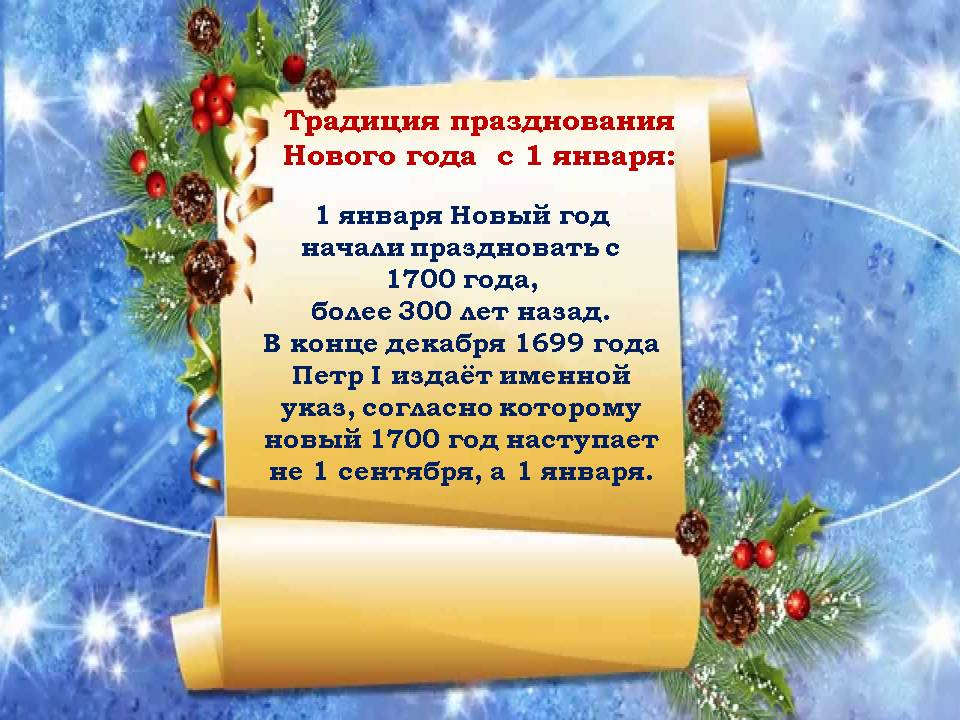 Традиция празднования
Нового года с 1 января:
1 января Новый год
начали праздновать с
1700 года,
более 300 лет назад.
В конце декабря 1699 года
Петр I издаёт именной
указ, согласно которому
новый 1700 год наступает
не 1 сентября, а 1 января.